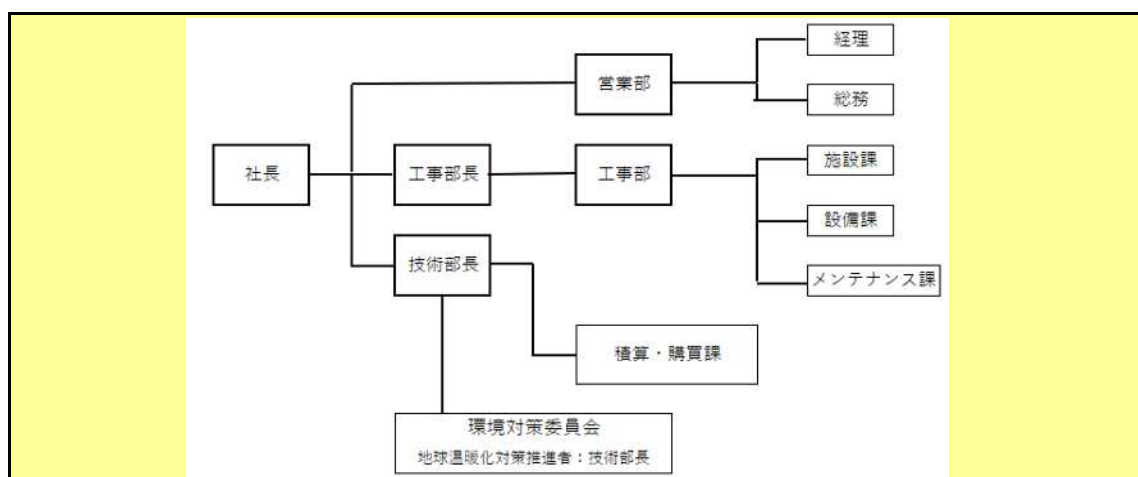 経理
営業部
総務
社長
工事部長
工事部
施設課
設備課
技術部長
メンテナンス課
積算・購買課
環境対策委員会
地球温暖化対策推進者：技術部長